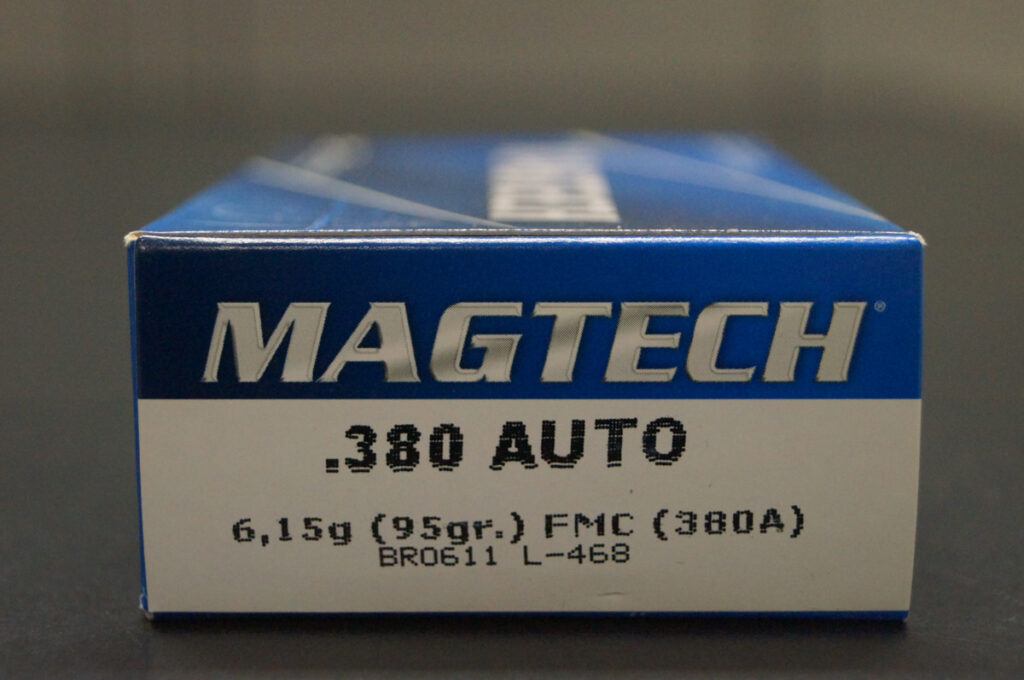 MAGTECH®
.380 AUTO
6,15g (95gr.) FMC (380A)
BR0611 L-468